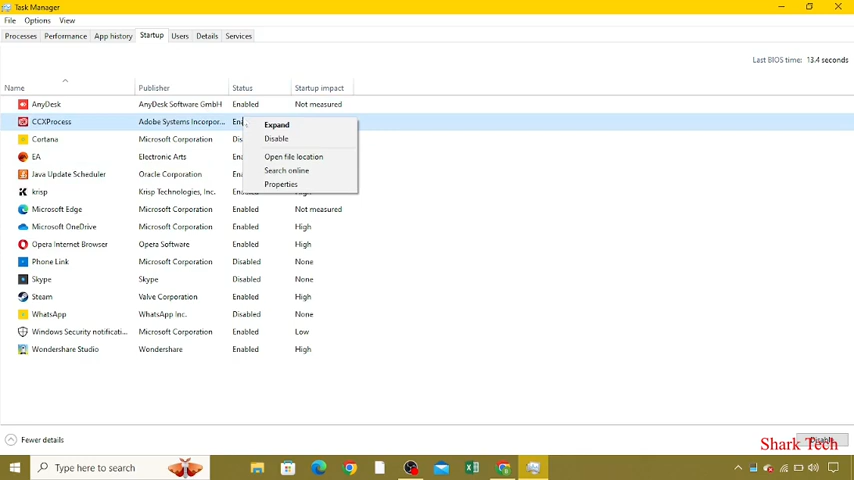 Task Manager
File Options View
Processes Performance App history Startup Users Details Services
Last BIOS time: 13.4 seconds
Name Publisher Status Startup impact
AnyDesk AnyDesk Software GmbH Enabled Not measured
CCXProcess Adobe Systems Incorpor... Ena
Expand
Cortana Microsoft Corporation Dis
Disable
EA Electronic Arts Ena
Open file location
Java Update Scheduler Oracle Corporation Ena
Search online
krisp Krisp Technologies, Inc. Ena
Properties
Microsoft Edge Microsoft Corporation Enabled Not measured
Microsoft OneDrive Microsoft Corporation Enabled High
Opera Internet Browser Opera Software Enabled High
Phone Link Microsoft Corporation Disabled None
Skype Skype Disabled None
Steam Valve Corporation Enabled High
WhatsApp WhatsApp Inc. Disabled None
Windows Security notificati... Microsoft Corporation Enabled Low
Wondershare Studio Wondershare Enabled High
Fewer details
Shark Tech
Type here to search